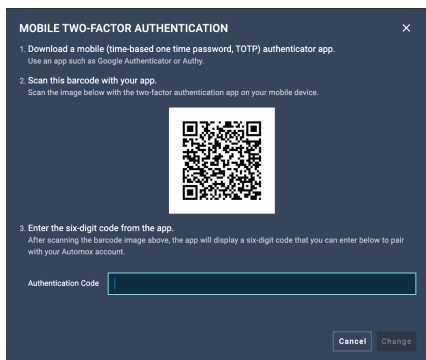 MOBILE TWO-FACTOR AUTHENTICATION
1. Download a mobile (time-based one time password, TOTP) authenticator app.
Use an app such as Google Authenticator or Authy.
2. Scan this barcode with your app.
Scan the image below with the two-factor authentication app on your mobile device.
3. Enter the six-digit code from the app.
After scanning the barcode image above, the app will display a six-digit code that you can enter below to pair
with your Automox account.
Authentication Code
Cancel Change